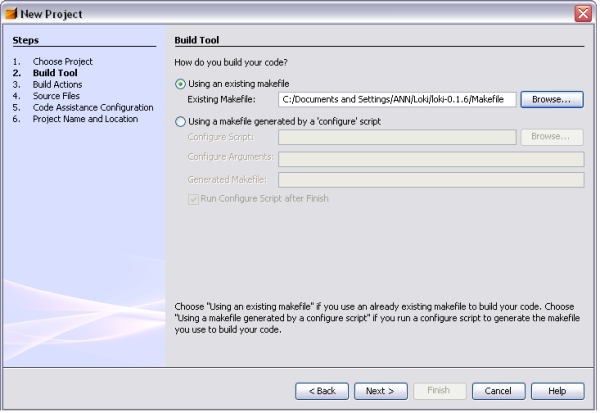 New Project
Steps
1. Choose Project
2. Build Tool
3. Build Actions
4. Source Files
5. Code Assistance Configuration
6. Project Name and Location
Build Tool
How do you build your code?
Using an existing makefile
Existing Makefile: C:/Documents and Settings/ANN/Loki/loki-0.1.6/Makefile Browse...
Using a makefile generated by a 'configure' script
Configure Script: Browse...
Configure Arguments:
Generated Makefile:
Run Configure Script after Finish
Choose "Using an existing makefile" if you use an already existing makefile to build your code. Choose
"Using a makefile generated by a configure script" if you run a configure script to generate the makefile
you use to build your code.
< Back Next > Finish Cancel Help